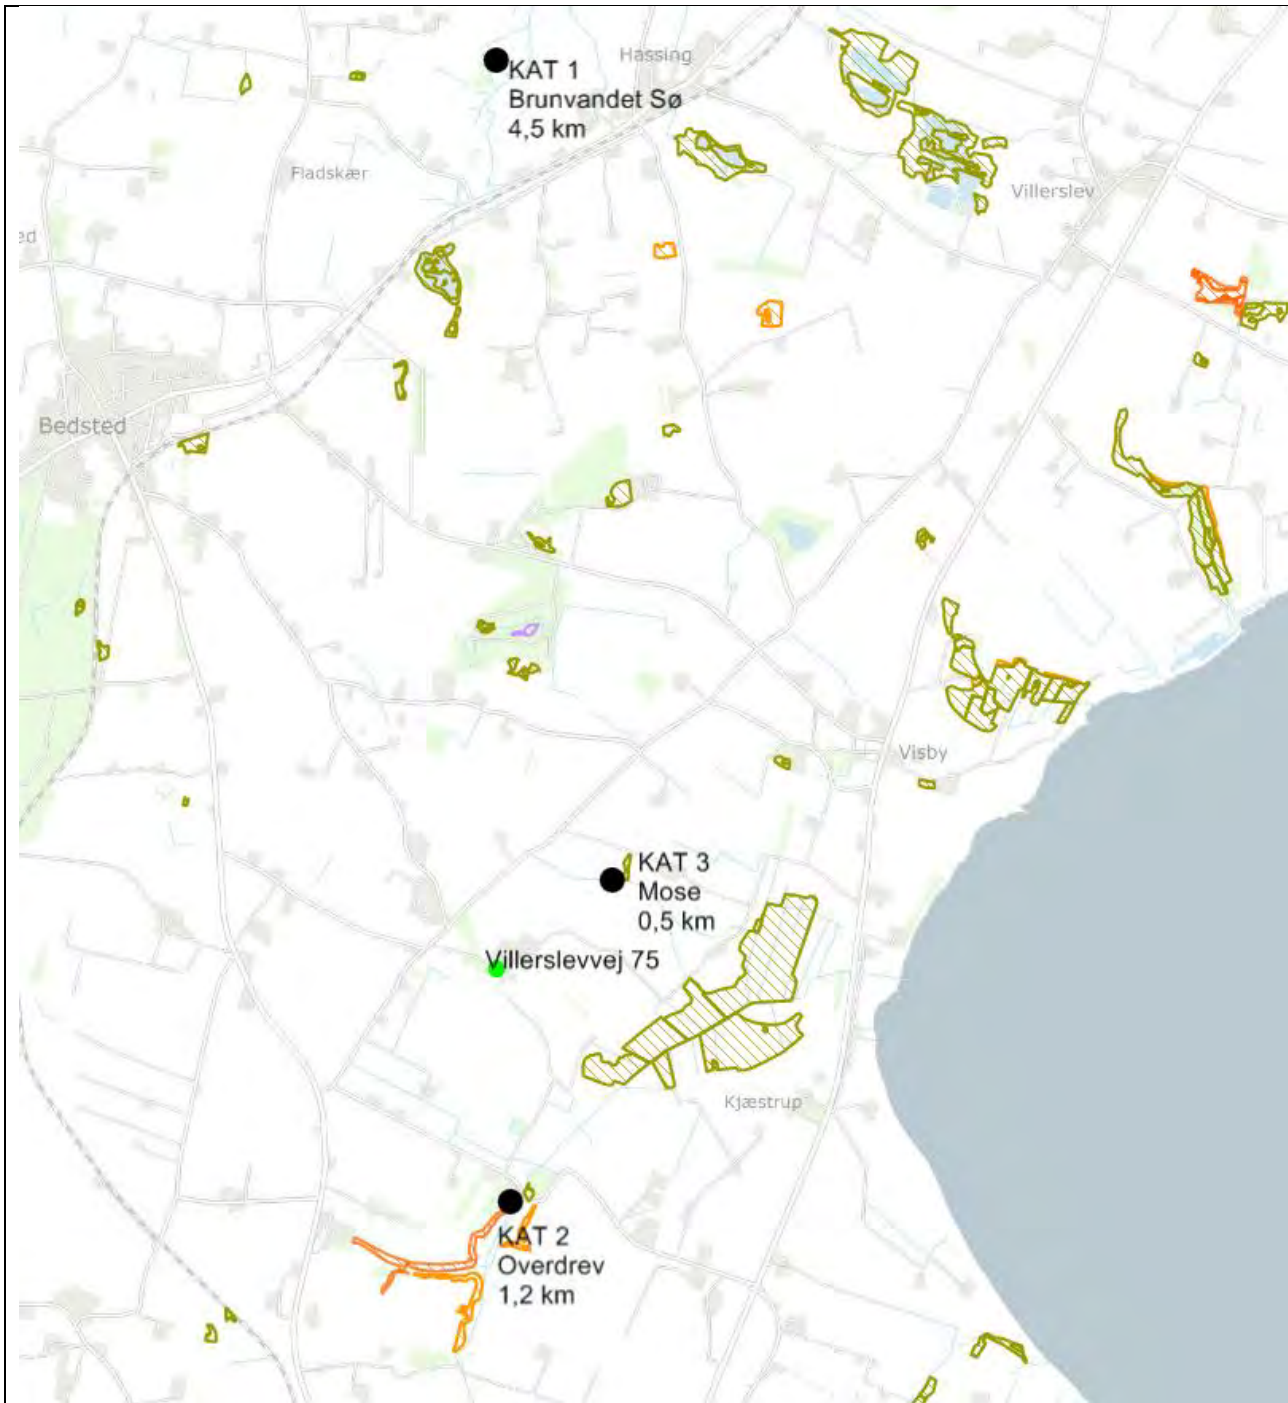 Hassing
KAT 1
Brunvandet Sø
4,5 km
Fladskær
Villerslev
ed
Bedsted
Visby
KAT 3
Mose
0,5 km
Villerslevvej 75
Kjæstrup
KAT 2
Overdrev
1,2 km